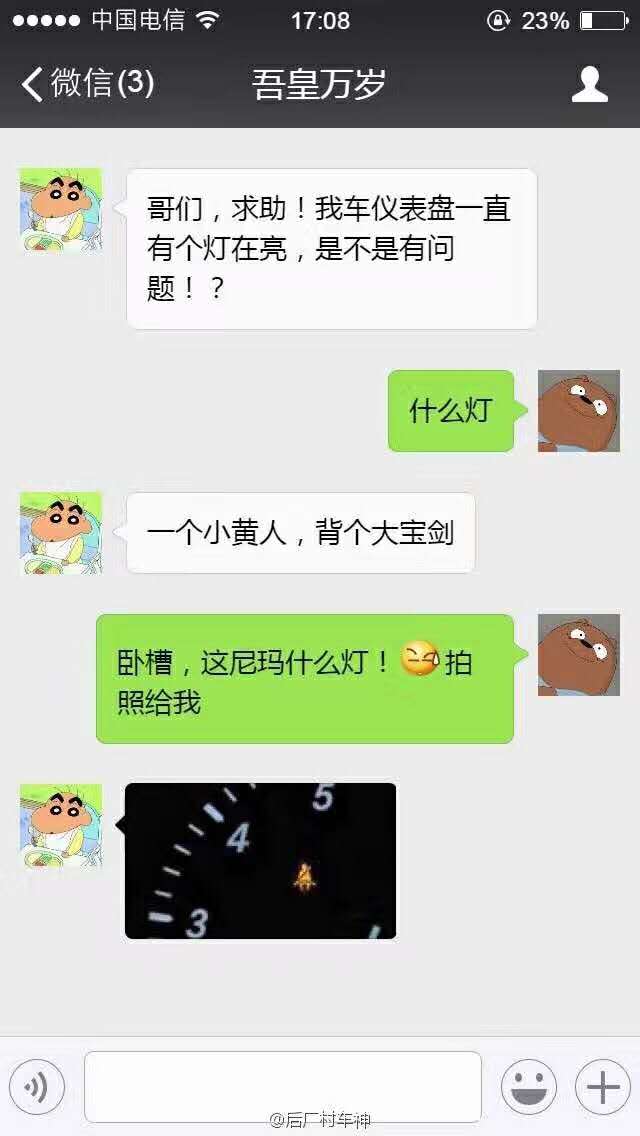 中国电信
17:08
23%
微信(3)
吾皇万岁
哥们，求助！我车仪表盘一直
有个灯在亮，是不是有问
题！？
什么灯
一个小黄人，背个大宝剑
卧槽，这尼玛什么灯！拍
照给我
5
4
3
@后厂村车神